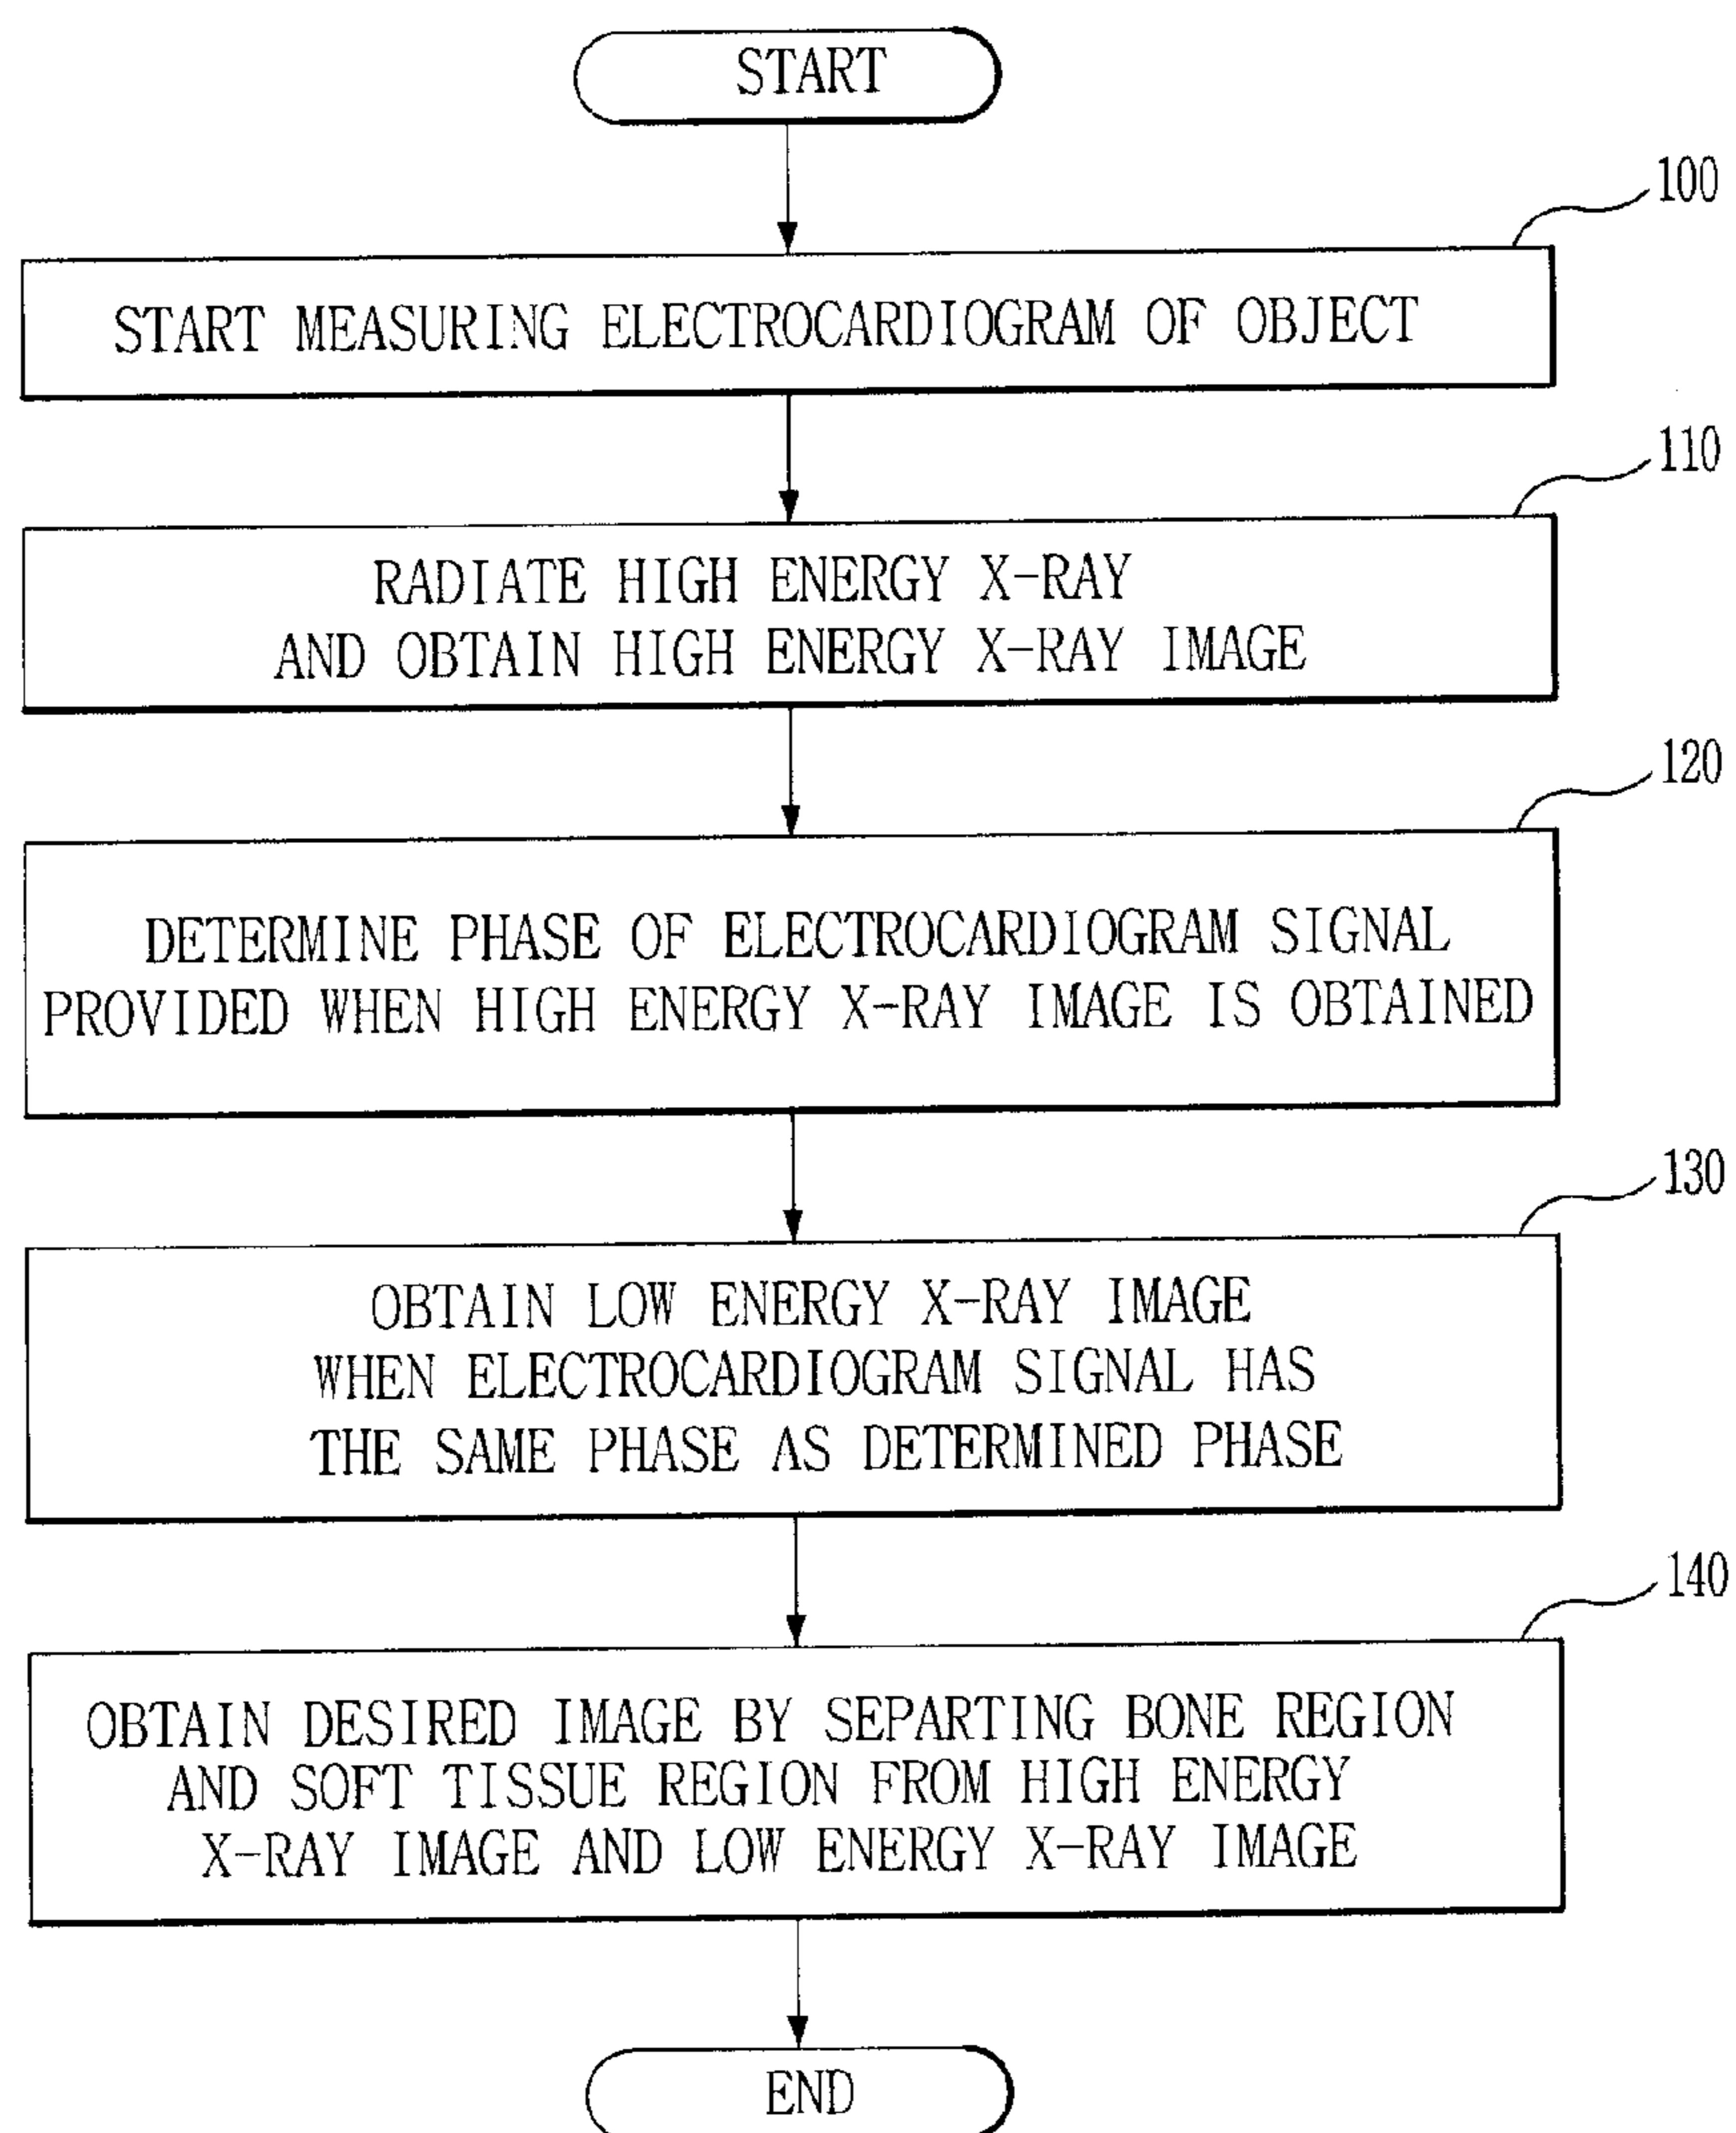 START
100
START MEASURING ELECTROCARDIOGRAM OF OBJECT
110
RADIATE HIGH ENERGY X-RAY
AND OBTAIN HIGH ENERGY X-RAY IMAGE
120
DETERMINE PHASE OF ELECTROCARDIOGRAM SIGNAL
PROVIDED WHEN HIGH ENERGY X-RAY IMAGE IS OBTAINED
130
OBTAIN LOW ENERGY X-RAY IMAGE
WHEN ELECTROCARDIOGRAM SIGNAL HAS
THE SAME PHASE AS DETERMINED PHASE
140
OBTAIN DESIRED IMAGE BY SEPARTING BONE REGION
AND SOFT TISSUE REGION FROM HIGH ENERGY
X-RAY IMAGE AND LOW ENERGY X-RAY IMAGE
END